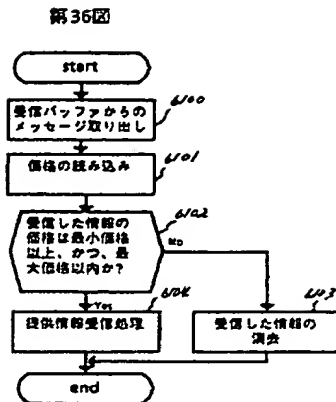 第36図
start
受信バッファからの
メッセージ取り出し
6100
価格の読み込み
6101
受信した情報の
価格は最小価格
以上、かつ、最
大価格以内か?
6102
NO
Yes
6104
提供情報受信処理
6103
受信した情報の
消去
end